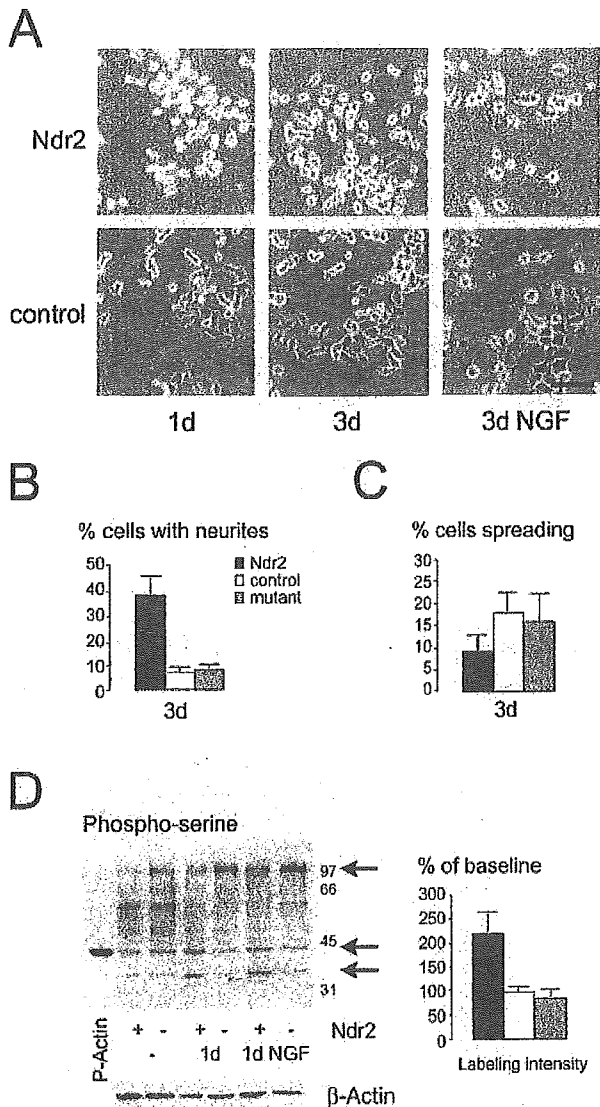 A
Ndr2
control
1d 3d 3d NGF
B
% cells with neurites
50
40
30
20
10
0
3d
Ndr2
control
mutant
C
% cells spreading
30
25
20
15
10
5
0
3d
D
Phospho-serine
97
66
45
31
P-Actin
+ - + - + - Ndr2
- 1d 1d NGF
β-Actin
% of baseline
300
250
200
150
100
50
0
Labeling intensity